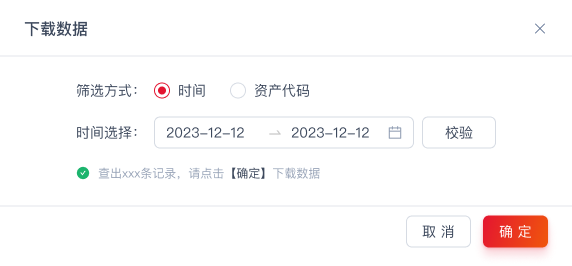 下载数据
筛选方式： 时间 资产代码
时间选择： 2023-12-12 → 2023-12-12 校验
查出xxx条记录，请点击【确定】下载数据
取消 确定